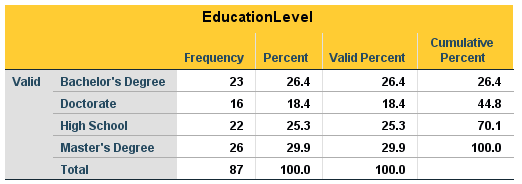 EducationLevel
Frequency Percent Valid Percent Cumulative Percent
Valid Bachelor's Degree 23 26.4 26.4 26.4
Doctorate 16 18.4 18.4 44.8
High School 22 25.3 25.3 70.1
Master's Degree 26 29.9 29.9 100.0
Total 87 100.0 100.0